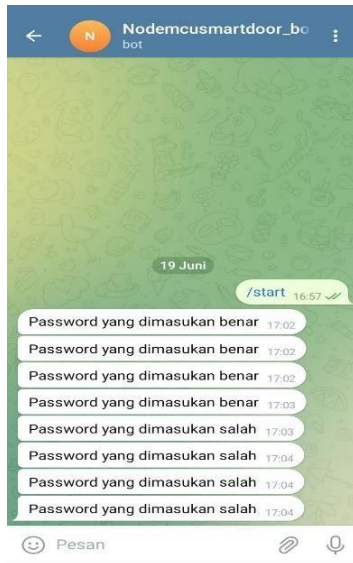 N
Nodemcusmartdoor_bo
bot
19 Juni
/start 16:57
Password yang dimasukan benar 17:02
Password yang dimasukan benar 17:02
Password yang dimasukan benar 17:02
Password yang dimasukan benar 17:03
Password yang dimasukan salah 17:03
Password yang dimasukan salah 17:04
Password yang dimasukan salah 17:04
Password yang dimasukan salah 17:04
Pesan